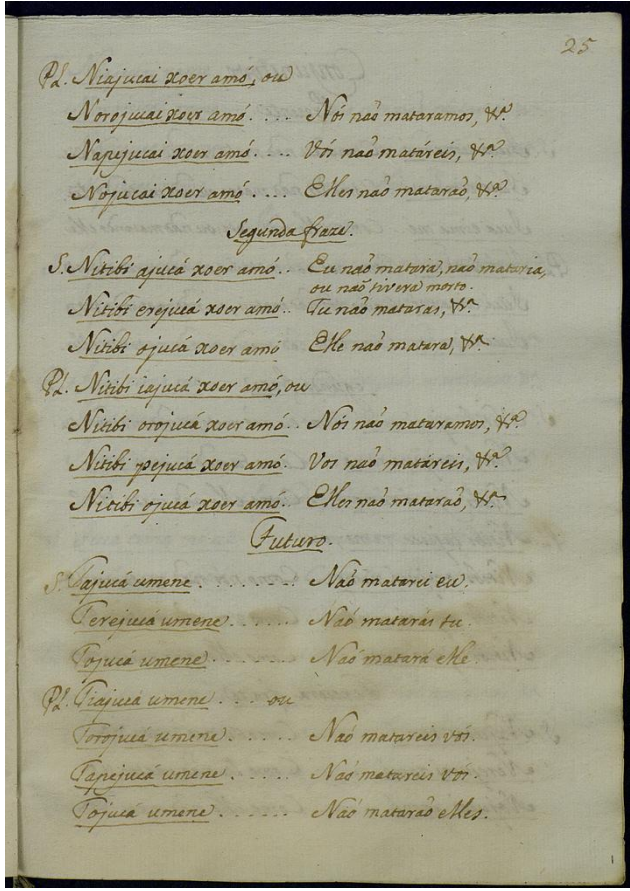 25
Pl. Niajucai xoer amó, ou
Norojucai xoer amó.... Nós naõ mataramos, &ª.
Napejucai xoer amó.... Vós naõ matáreis, &ª.
Nojucai xoer amó..... Elles naõ mataraõ, &ª.
Segunda fraze.
S. Nitibi ajucá xoer amó.. Eu naõ matara, naõ mataria,
ou naõ tivera morto.
Nitibi erejucá xoer amó.. Tu naõ mataras, &ª
Nitibi ojucá xoer amó Elle naõ matara, &ª.
Pl. Nitibi iajucá xoer amó, ou
Nitibi orojucá xoer amó.. Nós naõ mataramos, &ª.
Nitibi pejucá xoer amó.. Vos naõ matáreis, &ª.
Nitibi ojucá xoer amó.. Elles naõ mataraõ, &ª.
Futuro.
S. Tajucá umene........ Naõ matarei eu.
Terejucá umene....... Naõ matarás tu.
Tojucá umene........ Naõ matará elle.
Pl. Tiajucá umene.... ou
Torojucá umene...... Naõ matareis vós.
Tapejucá umene...... Naõ matareis vós.
Tojucá umene....... Naõ mataraõ elles.